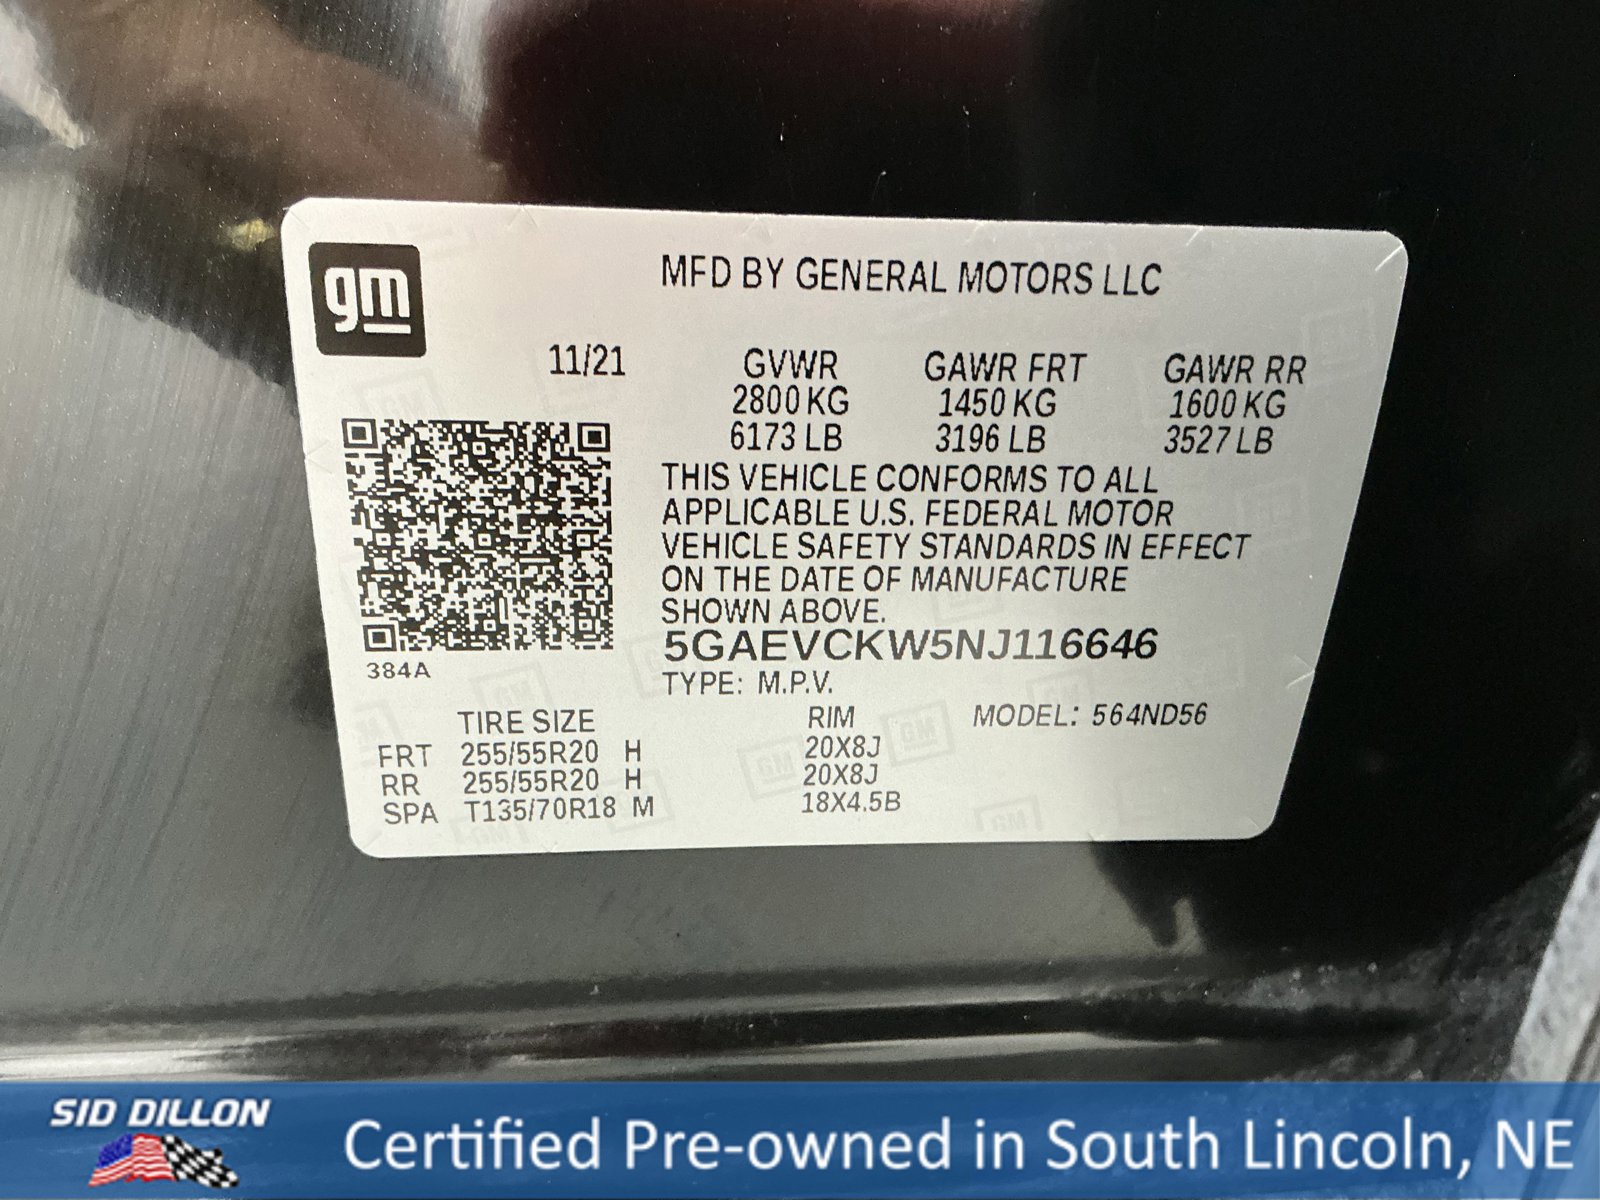 gm
MFD BY GENERAL MOTORS LLC
11/21 GVWR GAWR FRT GAWR RR
2800 KG 1450 KG 1600 KG
6173 LB 3196 LB 3527 LB
THIS VEHICLE CONFORMS TO ALL
APPLICABLE U.S. FEDERAL MOTOR
VEHICLE SAFETY STANDARDS IN EFFECT
ON THE DATE OF MANUFACTURE
SHOWN ABOVE.
5GAEVCKW5NJ116646
384A
TYPE: M.P.V.
TIRE SIZE RIM MODEL: 564ND56
FRT 255/55R20 H 20X8J
RR 255/55R20 H 20X8J
SPA T135/70R18 M 18X4.5B
SID DILLON
Certified Pre-owned in South Lincoln, NE